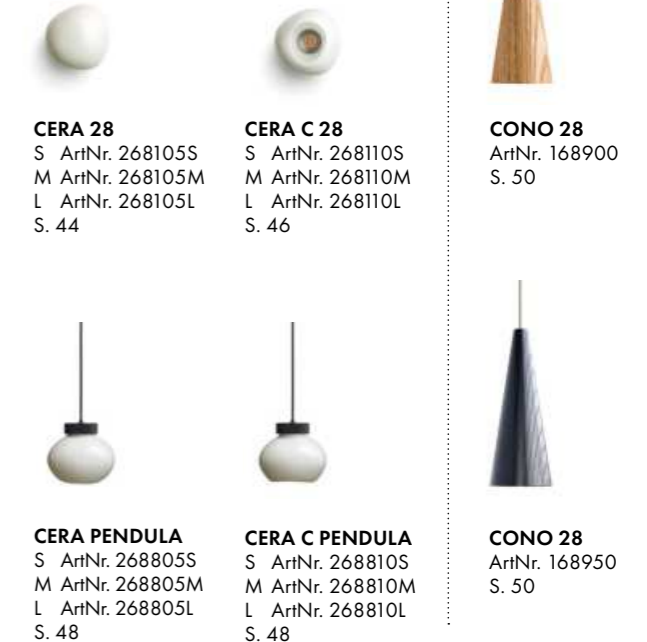 CERA 28
S ArtNr. 268105S
M ArtNr. 268105M
L ArtNr. 268105L
S. 44
CERA C 28
S ArtNr. 268110S
M ArtNr. 268110M
L ArtNr. 268110L
S. 46
CONO 28
ArtNr. 168900
S. 50
CERA PENDULA
S ArtNr. 268805S
M ArtNr. 268805M
L ArtNr. 268805L
S. 48
CERA C PENDULA
S ArtNr. 268810S
M ArtNr. 268810M
L ArtNr. 268810L
S. 48
CONO 28
ArtNr. 168950
S. 50